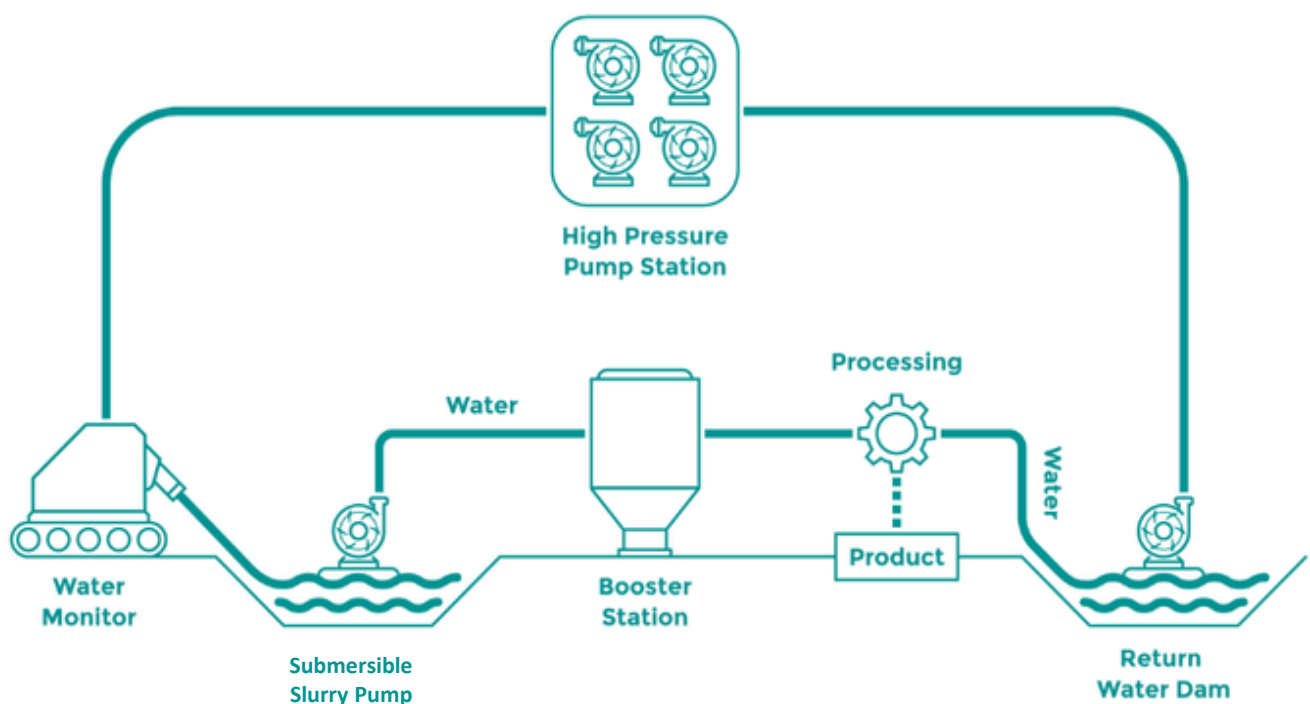 High Pressure
Pump Station
Processing
Water
Water
Product
Water
Monitor
Booster
Station
Submersible
Slurry Pump
Return
Water Dam